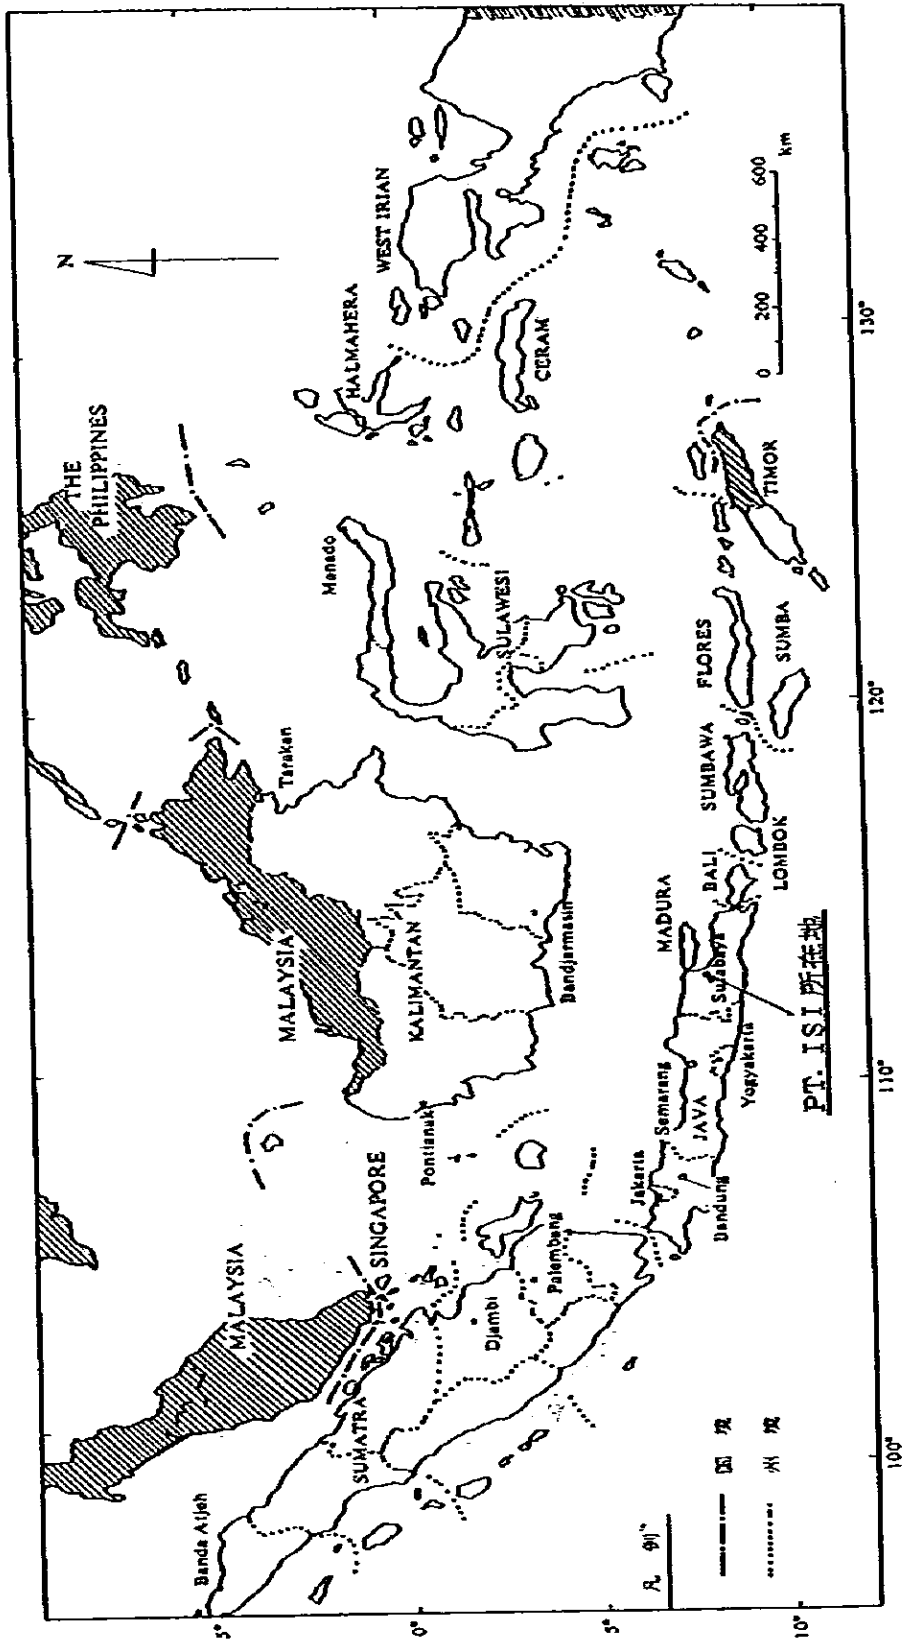 THE
PHILIPPINES
N
MALAYSIA
SINGAPORE
MALAYSIA
Tarakan
Menado
HALMAHERA
WEST IRIAN
Banda Atjeh
SUMATRA
Djambi
Palembang
Pontianak
KALIMANTAN
Bandjarmasin
SULAWESI
CERAM
Jakarta
Bandung
Semarang
JAVA
Yogyakarta
Surabaya
MADURA
BALI
LOMBOK
SUMBAWA
FLORES
SUMBA
TIMOR
PT. ISI 所在地
凡 例
国 境
州 境
0 200 400 600
km
5°
0°
5°
10°
100°
110°
120°
130°